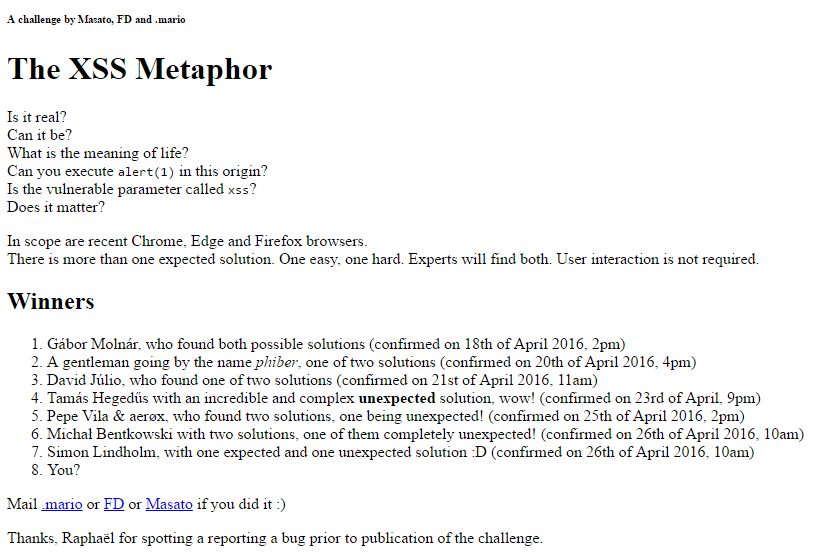 A challenge by Masato, FD and .mario
The XSS Metaphor
Is it real?
Can it be?
What is the meaning of life?
Can you execute alert(1) in this origin?
Is the vulnerable parameter called xss?
Does it matter?
In scope are recent Chrome, Edge and Firefox browsers.
There is more than one expected solution. One easy, one hard. Experts will find both. User interaction is not required.
Winners
1. Gábor Molnár, who found both possible solutions (confirmed on 18th of April 2016, 2pm)
2. A gentleman going by the name phiber, one of two solutions (confirmed on 20th of April 2016, 4pm)
3. David Júlio, who found one of two solutions (confirmed on 21st of April 2016, 11am)
4. Tamás Hegedűs with an incredible and complex unexpected solution, wow! (confirmed on 23rd of April, 9pm)
5. Pepe Vila & aerøx, who found two solutions, one being unexpected! (confirmed on 25th of April 2016, 2pm)
6. Michał Bentkowski with two solutions, one of them completely unexpected! (confirmed on 26th of April 2016, 10am)
7. Simon Lindholm, with one expected and one unexpected solution :D (confirmed on 26th of April 2016, 10am)
8. You?
Mail .mario or FD or Masato if you did it :)
Thanks, Raphaël for spotting a reporting a bug prior to publication of the challenge.